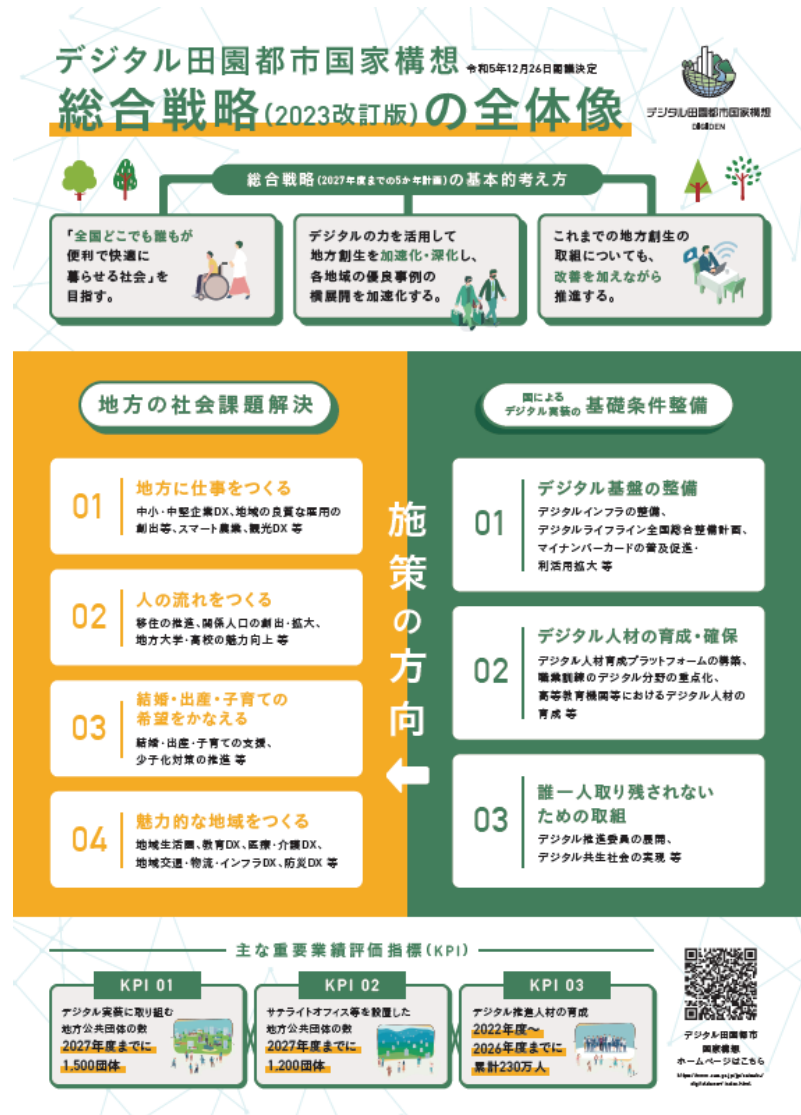 デジタル田園都市国家構想 令和5年12月26日閣議決定
総合戦略(2023改訂版)の全体像
デジタル田園都市国家構想
DIGIDEN
総合戦略(2027年度までの5か年計画)の基本的考え方
「全国どこでも誰もが
便利で快適に
暮らせる社会」を
目指す。
デジタルの力を活用して
地方創生を加速化・深化し、
各地域の優良事例の
横展開を加速化する。
これまでの地方創生の
取組についても、
改善を加えながら
推進する。
地方の社会課題解決
01
地方に仕事をつくる
中小・中堅企業DX、地域の良質な雇用の
創出等、スマート農業、観光DX 等
02
人の流れをつくる
移住の推進、関係人口の創出・拡大、
地方大学・高校の魅力向上 等
03
結婚・出産・子育ての
希望をかなえる
結婚・出産・子育ての支援、
少子化対策の推進 等
04
魅力的な地域をつくる
地域生活圏、教育DX、医療・介護DX、
地域交通・物流・インフラDX、防災DX 等
施策の方向
国による
デジタル実装の 基礎条件整備
01
デジタル基盤の整備
デジタルインフラの整備、
デジタルライフライン全国総合整備計画、
マイナンバーカードの普及促進・
利活用拡大 等
02
デジタル人材の育成・確保
デジタル人材育成プラットフォームの構築、
職業訓練のデジタル分野の重点化、
高等教育機関等におけるデジタル人材の
育成 等
03
誰一人取り残されない
ための取組
デジタル推進委員の展開、
デジタル共生社会の実現 等
主な重要業績評価指標(KPI)
KPI 01
デジタル実装に取り組む
地方公共団体の数
2027年度までに
1,500団体
KPI 02
サテライトオフィス等を設置した
地方公共団体の数
2027年度までに
1,200団体
KPI 03
デジタル推進人材の育成
2022年度〜
2026年度までに
累計230万人
デジタル田園都市
国家構想
ホームページはこちら